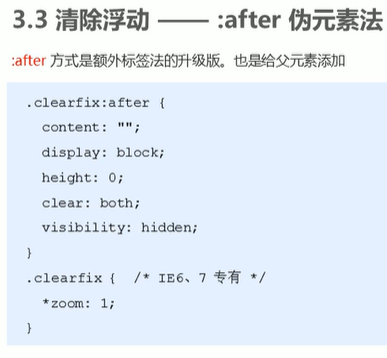 3.3 清除浮动 —— :after 伪元素法
:after 方式是额外标签法的升级版。也是给父元素添加
.clearfix:after {
  content: "";
  display: block;
  height: 0;
  clear: both;
  visibility: hidden;
}
.clearfix {  /* IE6、7 专有 */
  *zoom: 1;
}